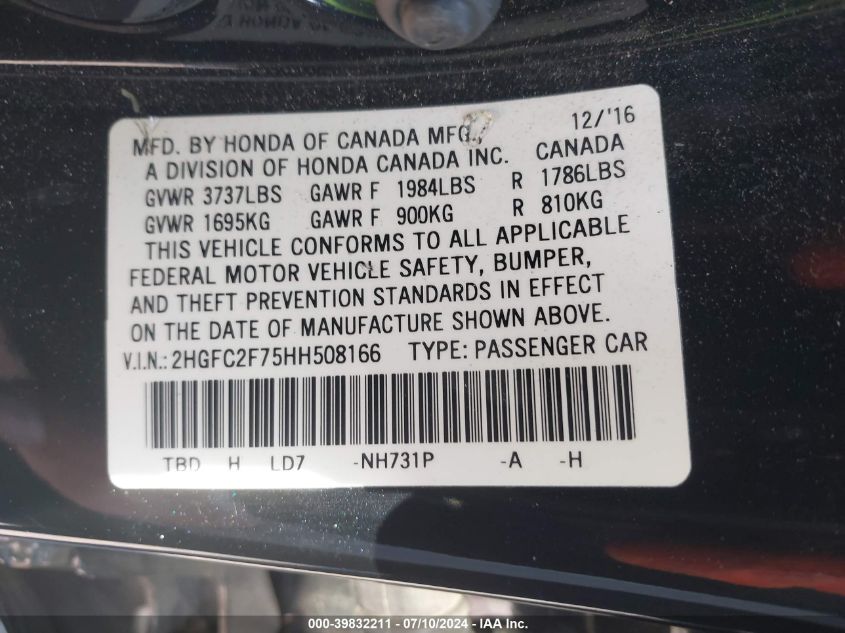 MFD. BY HONDA OF CANADA MFG., 12/'16
A DIVISION OF HONDA CANADA INC. CANADA
GVWR 3737LBS GAWR F 1984LBS R 1786LBS
GVWR 1695KG GAWR F 900KG R 810KG
THIS VEHICLE CONFORMS TO ALL APPLICABLE
FEDERAL MOTOR VEHICLE SAFETY, BUMPER,
AND THEFT PREVENTION STANDARDS IN EFFECT
ON THE DATE OF MANUFACTURE SHOWN ABOVE.
V.I.N.: 2HGFC2F75HH508166 TYPE: PASSENGER CAR
TBD H LD7 -NH731P -A -H
000-39832211 - 07/10/2024 - IAA Inc.